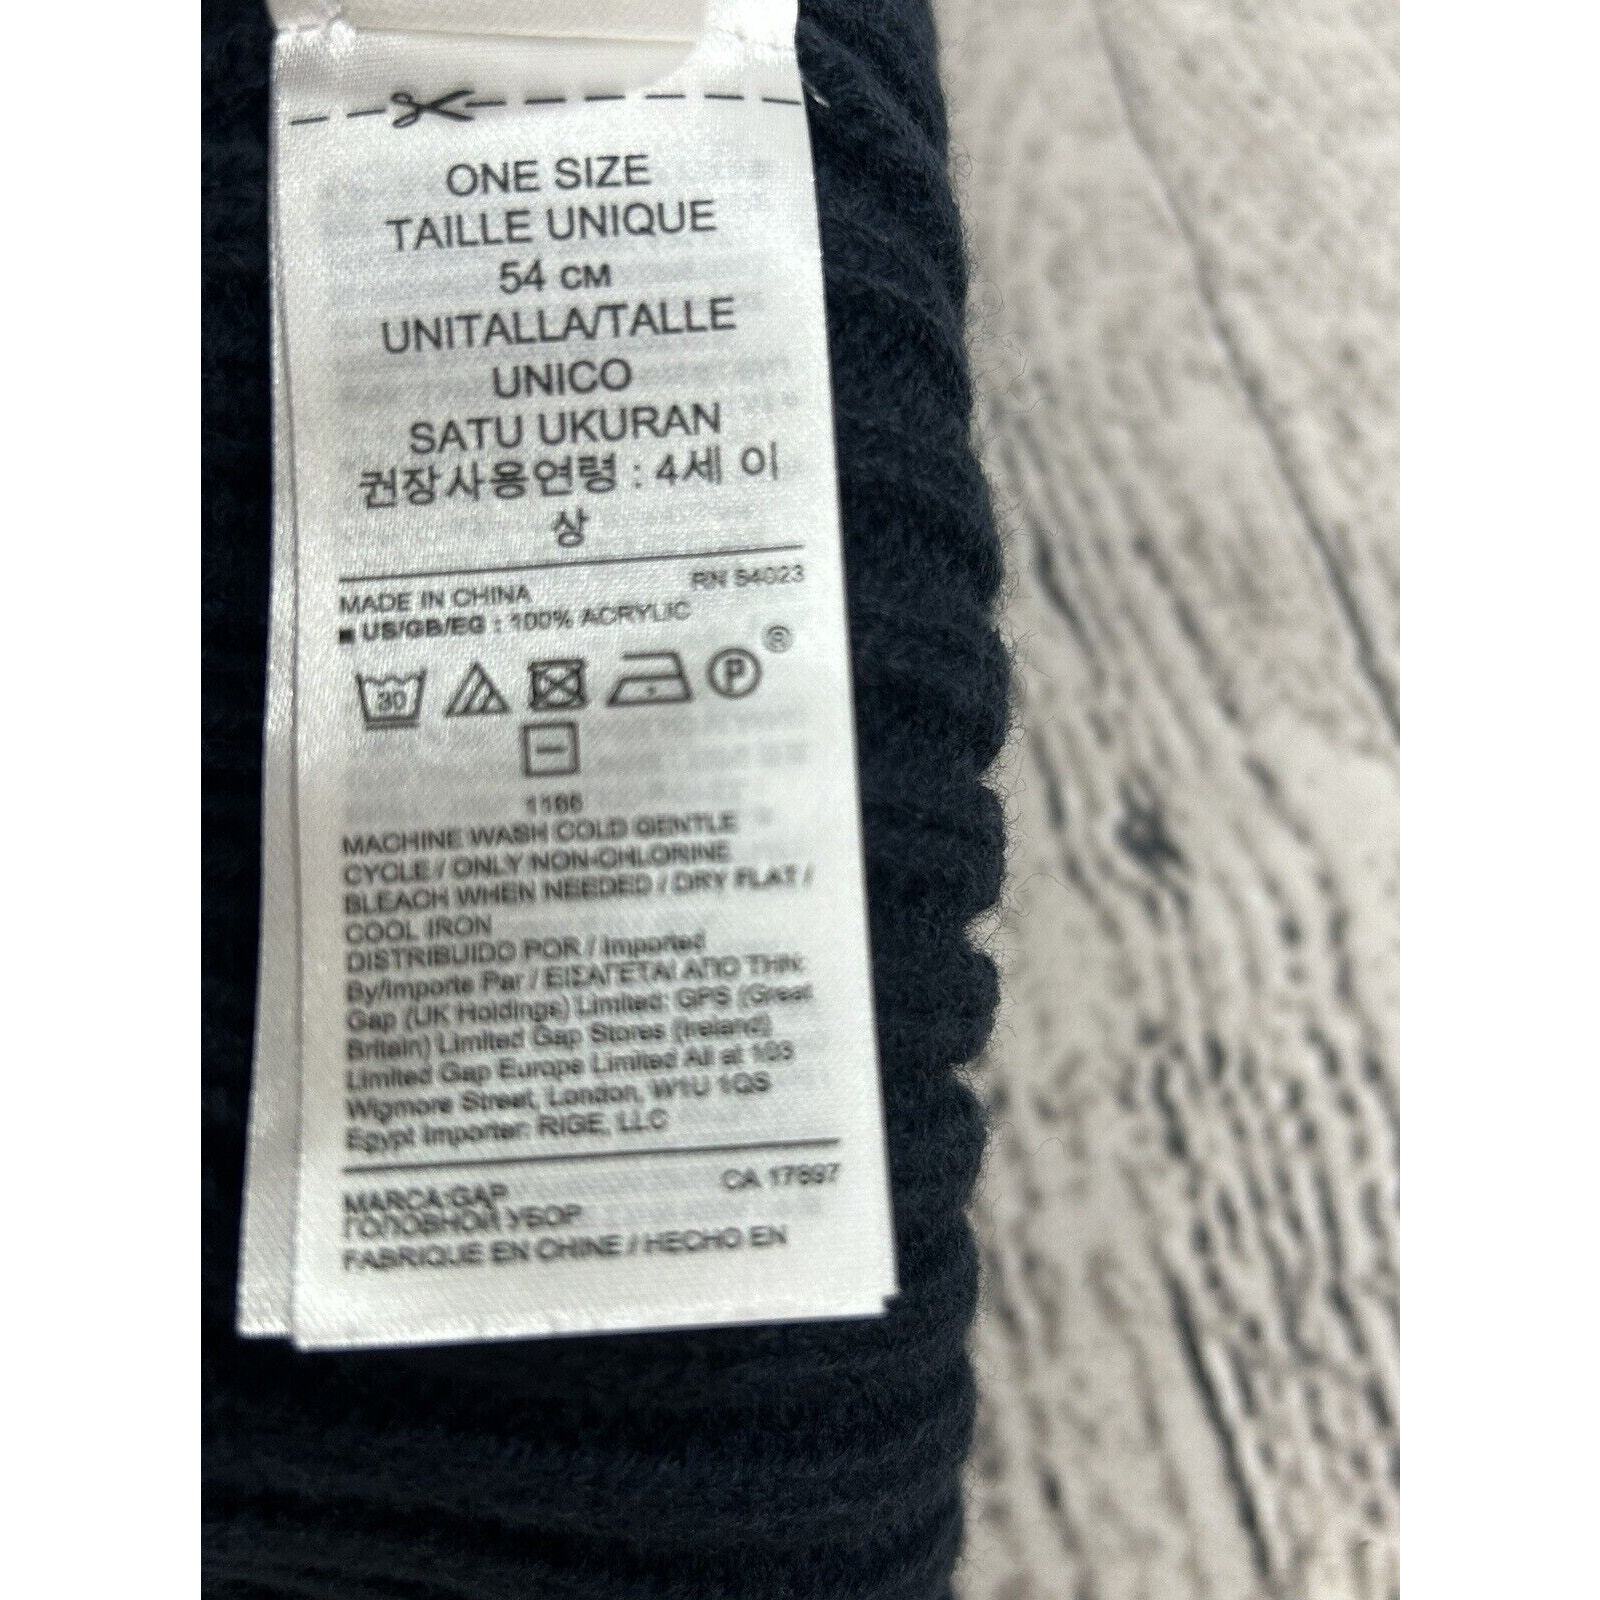 ONE SIZE
TAILLE UNIQUE
54 см
UNITALLA/TALLE
UNICO
SATU UKURAN
권장사용연령 : 4세 이
상
MADE IN CHINA RN 54023
■ US/GB/EG : 100% ACRYLIC
30 P ®
1166
MACHINE WASH COLD GENTLE
CYCLE / ONLY NON-CHLORINE
BLEACH WHEN NEEDED / DRY FLAT /
COOL IRON
DISTRIBUIDO POR / Imported
By/Importe Par / ΕΙΣΑΓΕΤΑΙ ΑΠΟ ΤΗΝ:
Gap (UK Holdings) Limited: GPS (Great
Britain) Limited Gap Stores (Ireland)
Limited Gap Europe Limited All at 103
Wigmore Street, London, W1U 1QS
Egypt Importer: RIGE, LLC
MARCA:GAP CA 17897
ГОЛОВНОЙ УБОР
FABRIQUE EN CHINE / HECHO EN